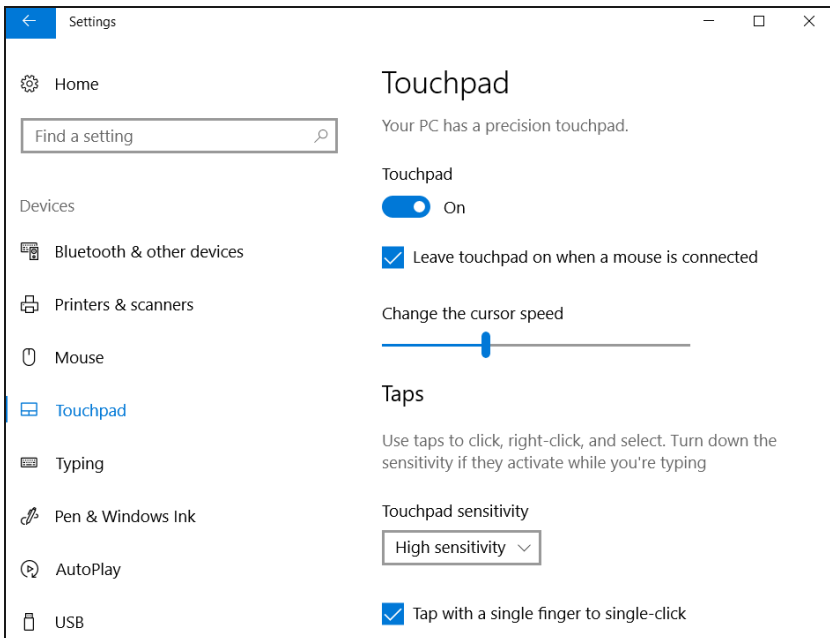 Settings
Home
Find a setting
Devices
Bluetooth & other devices
Printers & scanners
Mouse
Touchpad
Typing
Pen & Windows Ink
AutoPlay
USB
Touchpad
Your PC has a precision touchpad.
Touchpad
On
Leave touchpad on when a mouse is connected
Change the cursor speed
Taps
Use taps to click, right-click, and select. Turn down the
sensitivity if they activate while you're typing
Touchpad sensitivity
High sensitivity
Tap with a single finger to single-click